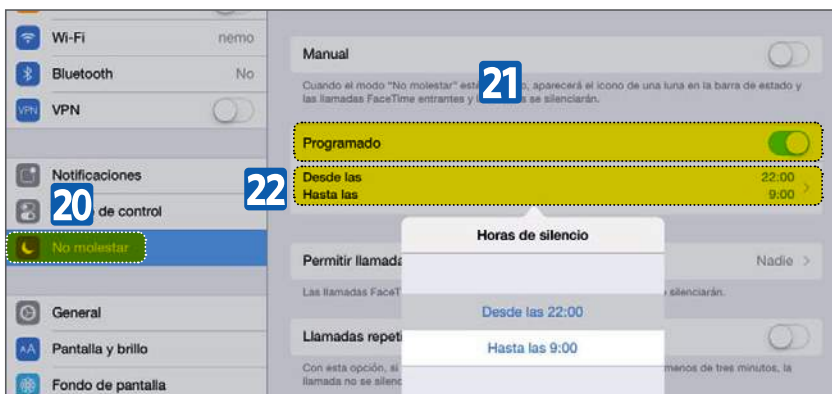 Wi-Fi nemo
Bluetooth No
VPN VPN
Notificaciones
20 de control
No molestar
General
AA Pantalla y brillo
Fondo de pantalla
Manual
21
Cuando el modo "No molestar" , aparecerá el icono de una luna en la barra de estado y
las llamadas FaceTime entrantes y se silenciarán.
Programado
22
Desde las 22:00
Hasta las 9:00
Horas de silencio
Desde las 22:00
Hasta las 9:00
Permitir llamada Nadie
Las llamadas FaceT silenciarán.
Llamadas repeti
Con esta opción, si menos de tres minutos, la
llamada no se silenc